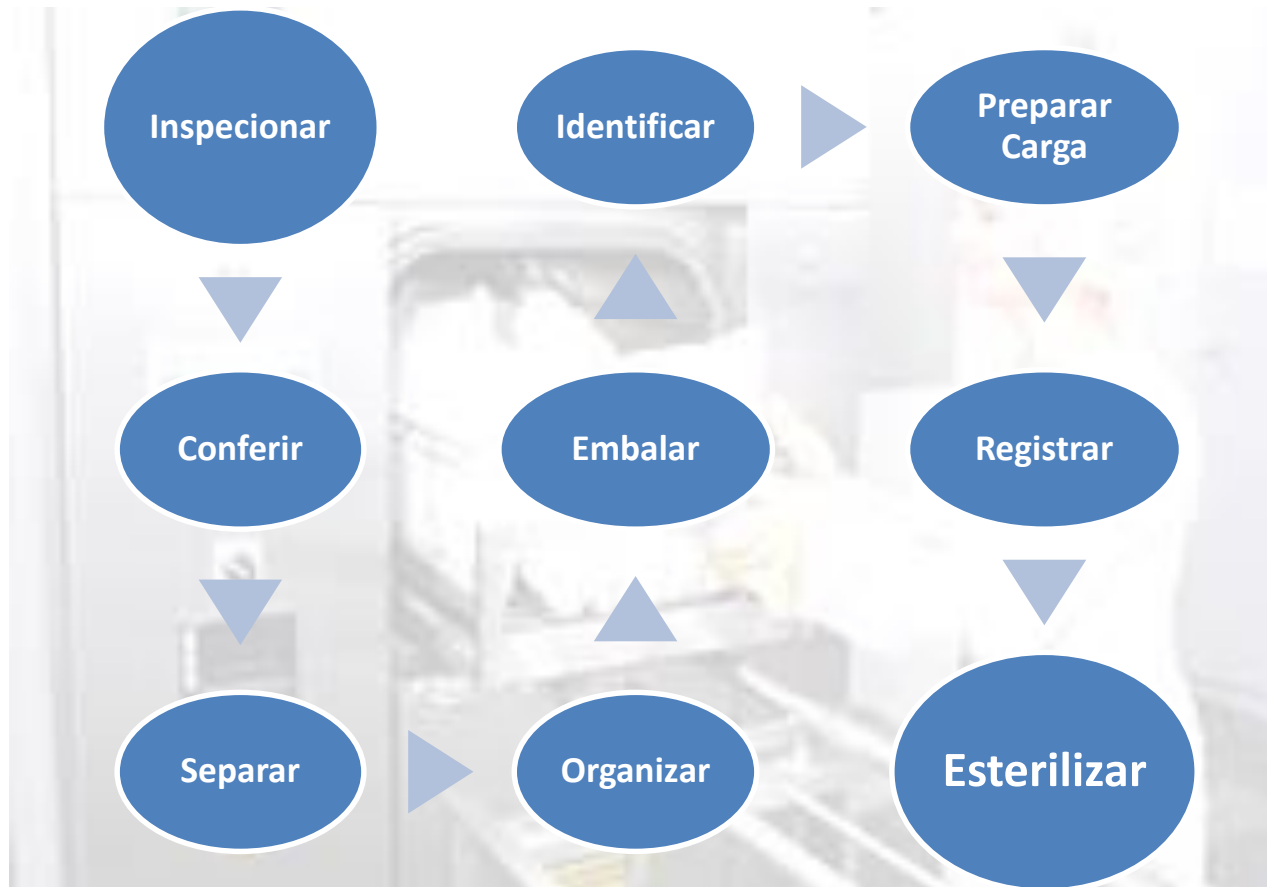 Inspecionar
Conferir
Separar
Organizar
Embalar
Identificar
Preparar
Carga
Registrar
Esterilizar